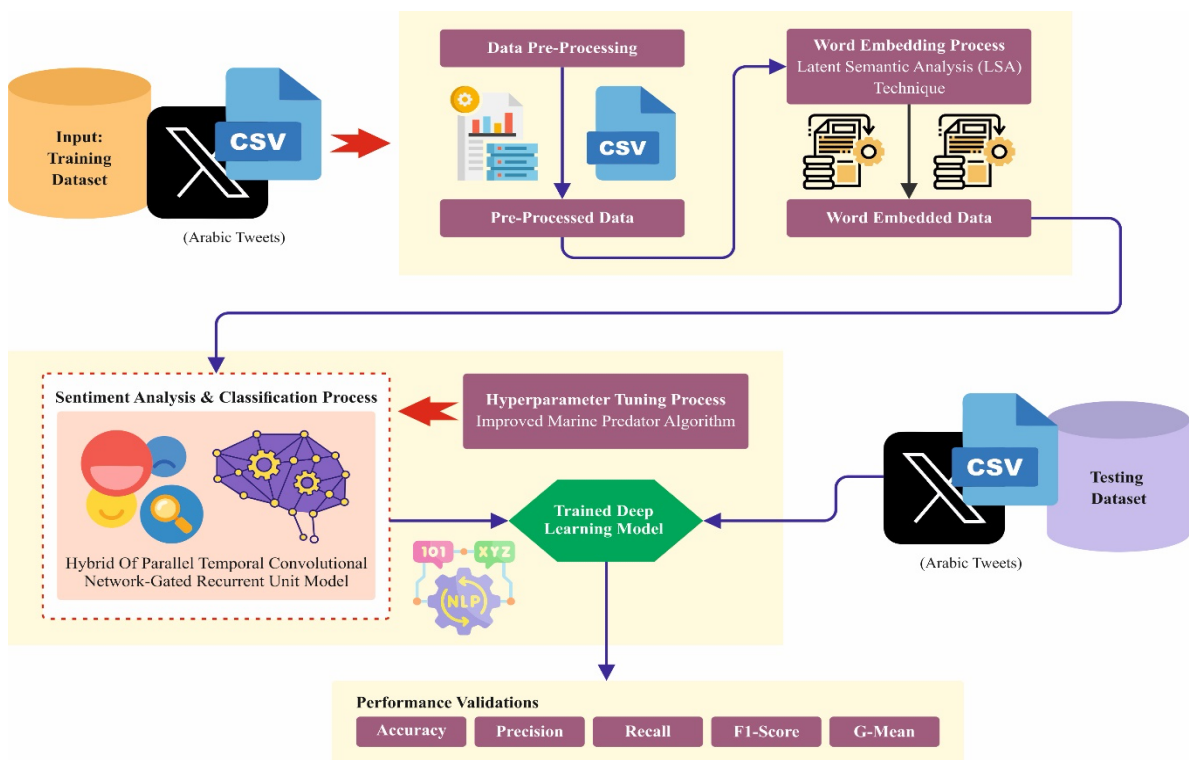 Input:
Training
Dataset
CSV
(Arabic Tweets)
Data Pre-Processing
CSV
Pre-Processed Data
Word Embedding Process
Latent Semantic Analysis (LSA)
Technique
Word Embedded Data
Sentiment Analysis & Classification Process
Hybrid Of Parallel Temporal Convolutional
Network-Gated Recurrent Unit Model
Hyperparameter Tuning Process
Improved Marine Predator Algorithm
Trained Deep
Learning Model
101
XYZ
NLP
CSV
Testing
Dataset
(Arabic Tweets)
Performance Validations
Accuracy
Precision
Recall
F1-Score
G-Mean